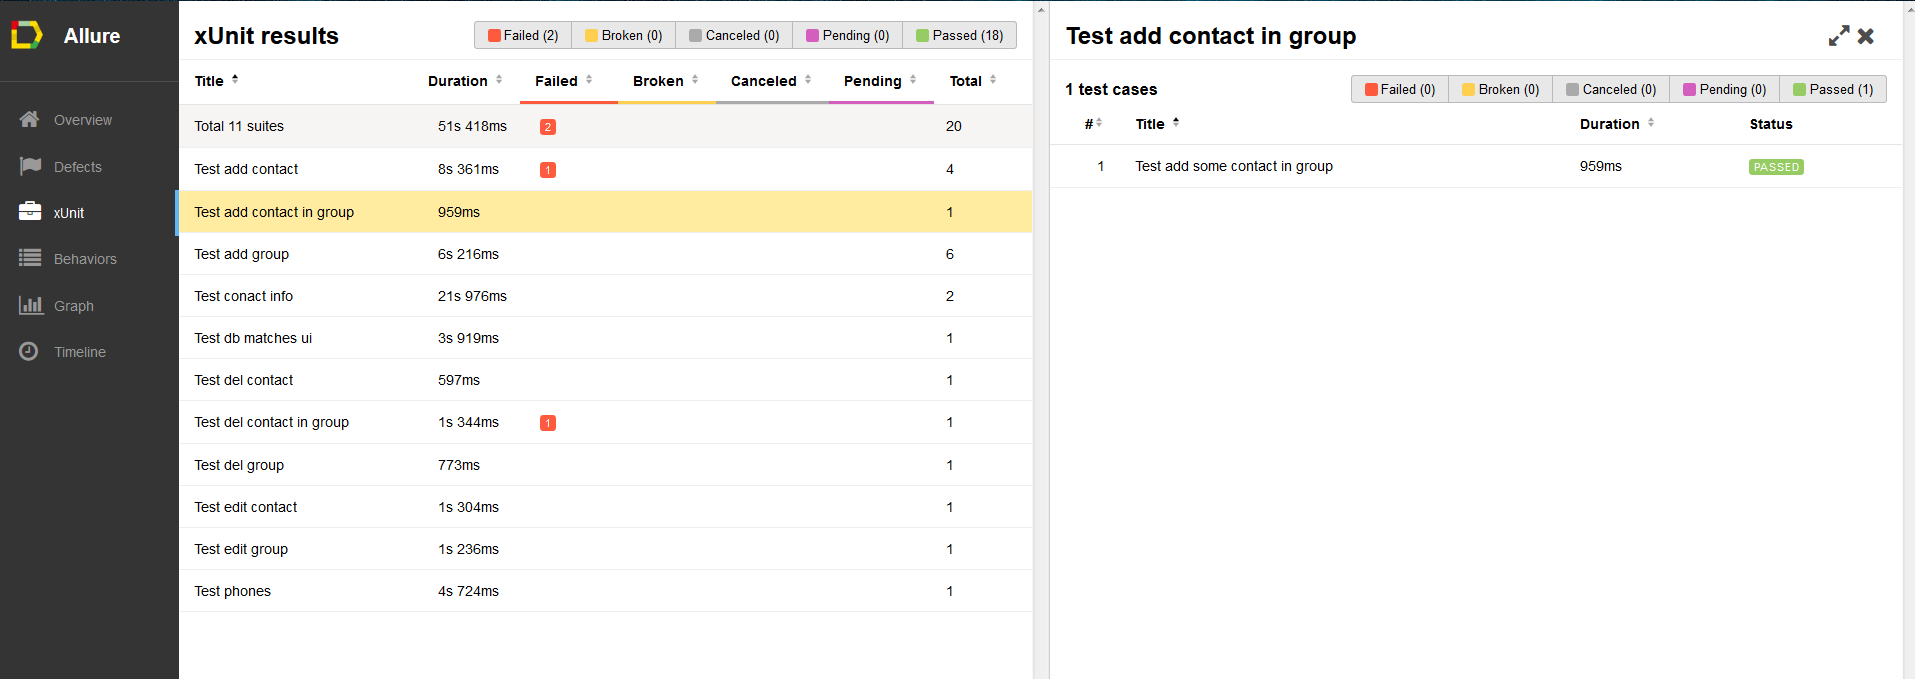 Allure
Overview
Defects
xUnit
Behaviors
Graph
Timeline
xUnit results
Failed (2) Broken (0) Canceled (0) Pending (0) Passed (18)
Title Duration Failed Broken Canceled Pending Total
Total 11 suites 51s 418ms 2 20
Test add contact 8s 361ms 1 4
Test add contact in group 959ms 1
Test add group 6s 216ms 6
Test conact info 21s 976ms 2
Test db matches ui 3s 919ms 1
Test del contact 597ms 1
Test del contact in group 1s 344ms 1 1
Test del group 773ms 1
Test edit contact 1s 304ms 1
Test edit group 1s 236ms 1
Test phones 4s 724ms 1
Test add contact in group
1 test cases Failed (0) Broken (0) Canceled (0) Pending (0) Passed (1)
# Title Duration Status
1 Test add some contact in group 959ms PASSED